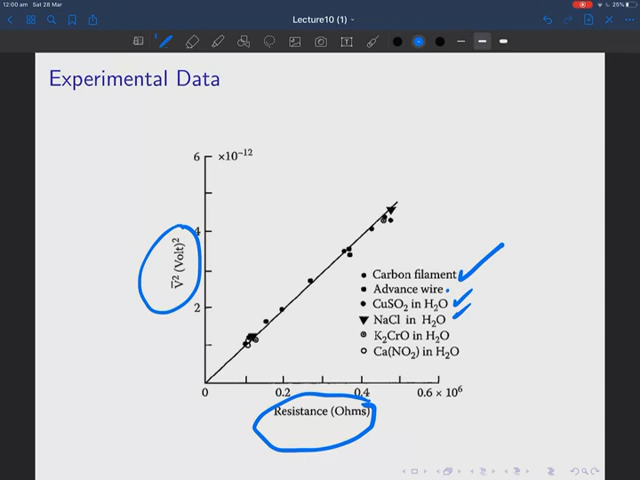 12:00 am Sat 28 Mar
25%
Lecture10 (1)
Experimental Data
6 ×10⁻¹²
4
V̅² (Volt)²
2
Carbon filament
Advance wire
CuSO₂ in H₂O
NaCl in H₂O
K₂CrO in H₂O
Ca(NO₂) in H₂O
0 0.2 0.4 0.6 × 10⁶
Resistance (Ohms)